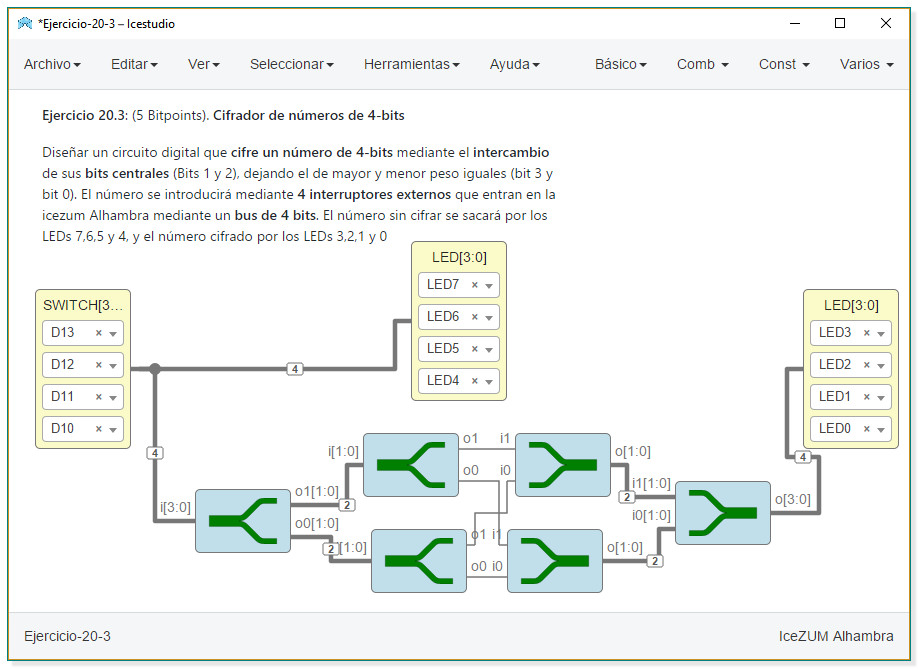 *Ejercicio-20-3 – Icestudio
Archivo Editar Ver Seleccionar Herramientas Ayuda Básico Comb Const Varios
Ejercicio 20.3: (5 Bitpoints). Cifrador de números de 4-bits
Diseñar un circuito digital que cifre un número de 4-bits mediante el intercambio
de sus bits centrales (Bits 1 y 2), dejando el de mayor y menor peso iguales (bit 3 y
bit 0). El número se introducirá mediante 4 interruptores externos que entran en la
icezum Alhambra mediante un bus de 4 bits. El número sin cifrar se sacará por los
LEDs 7,6,5 y 4, y el número cifrado por los LEDs 3,2,1 y 0
SWITCH[3...
D13 ×
D12 ×
D11 ×
D10 ×
4
4
LED[3:0]
LED7 ×
LED6 ×
LED5 ×
LED4 ×
LED[3:0]
LED3 ×
LED2 ×
LED1 ×
LED0 ×
4
i[3:0]
o1[1:0]
o0[1:0]
2
2
i[1:0]
[1:0]
o1 i1
o0 i0
o1 i1
o0 i0
o[1:0]
o[1:0]
2
2
i1[1:0]
i0[1:0]
o[3:0]
Ejercicio-20-3
IceZUM Alhambra